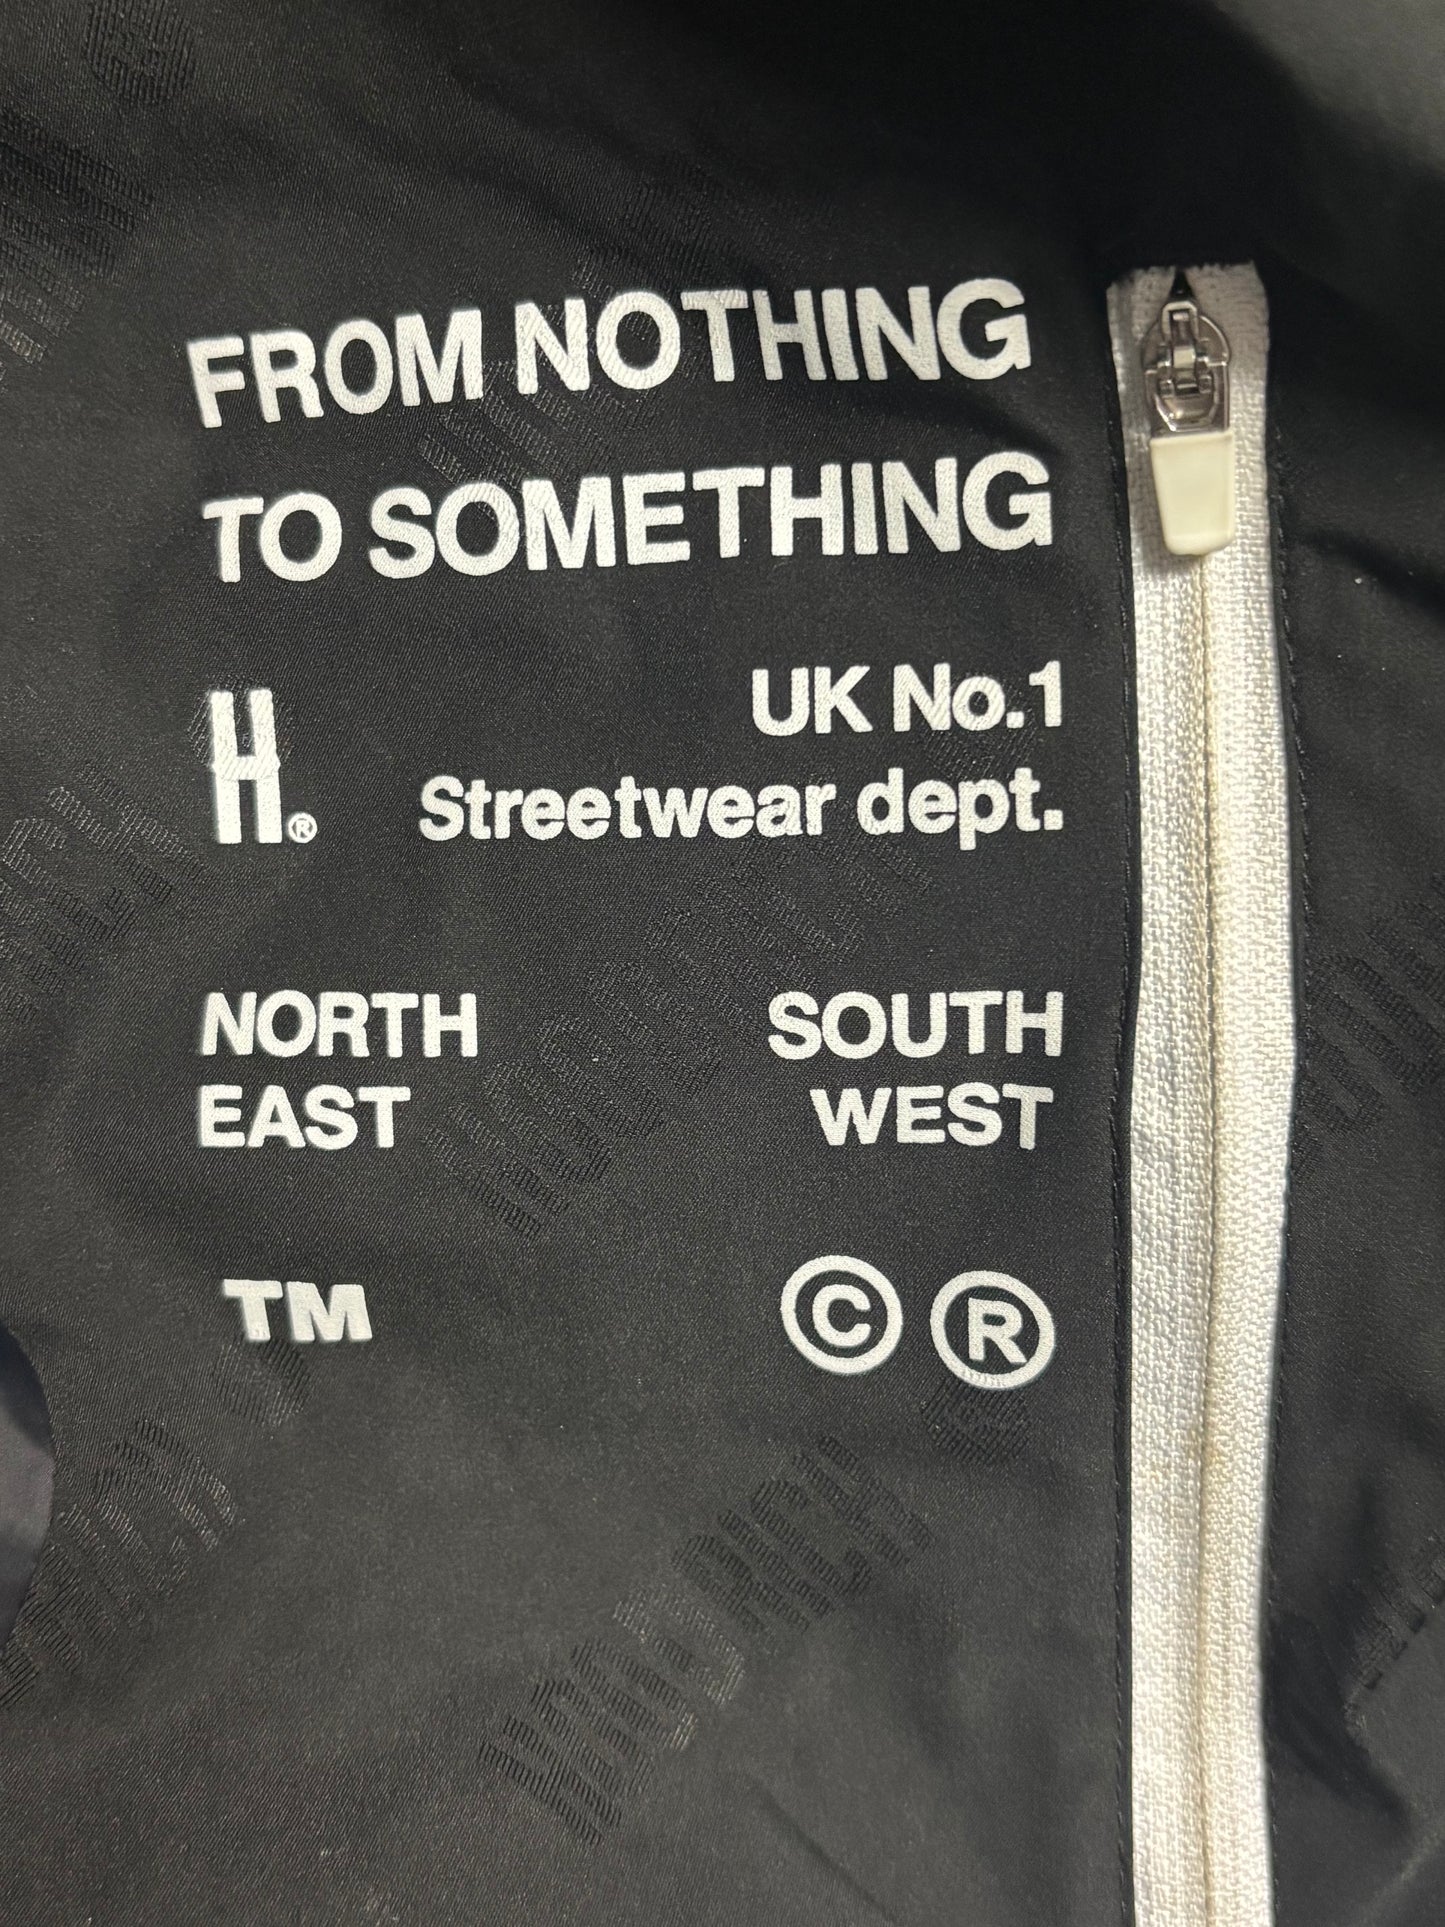 FROM NOTHING
TO SOMETHING
H®
UK No.1
Streetwear dept.
NORTH
EAST
SOUTH
WEST
TM
© ®